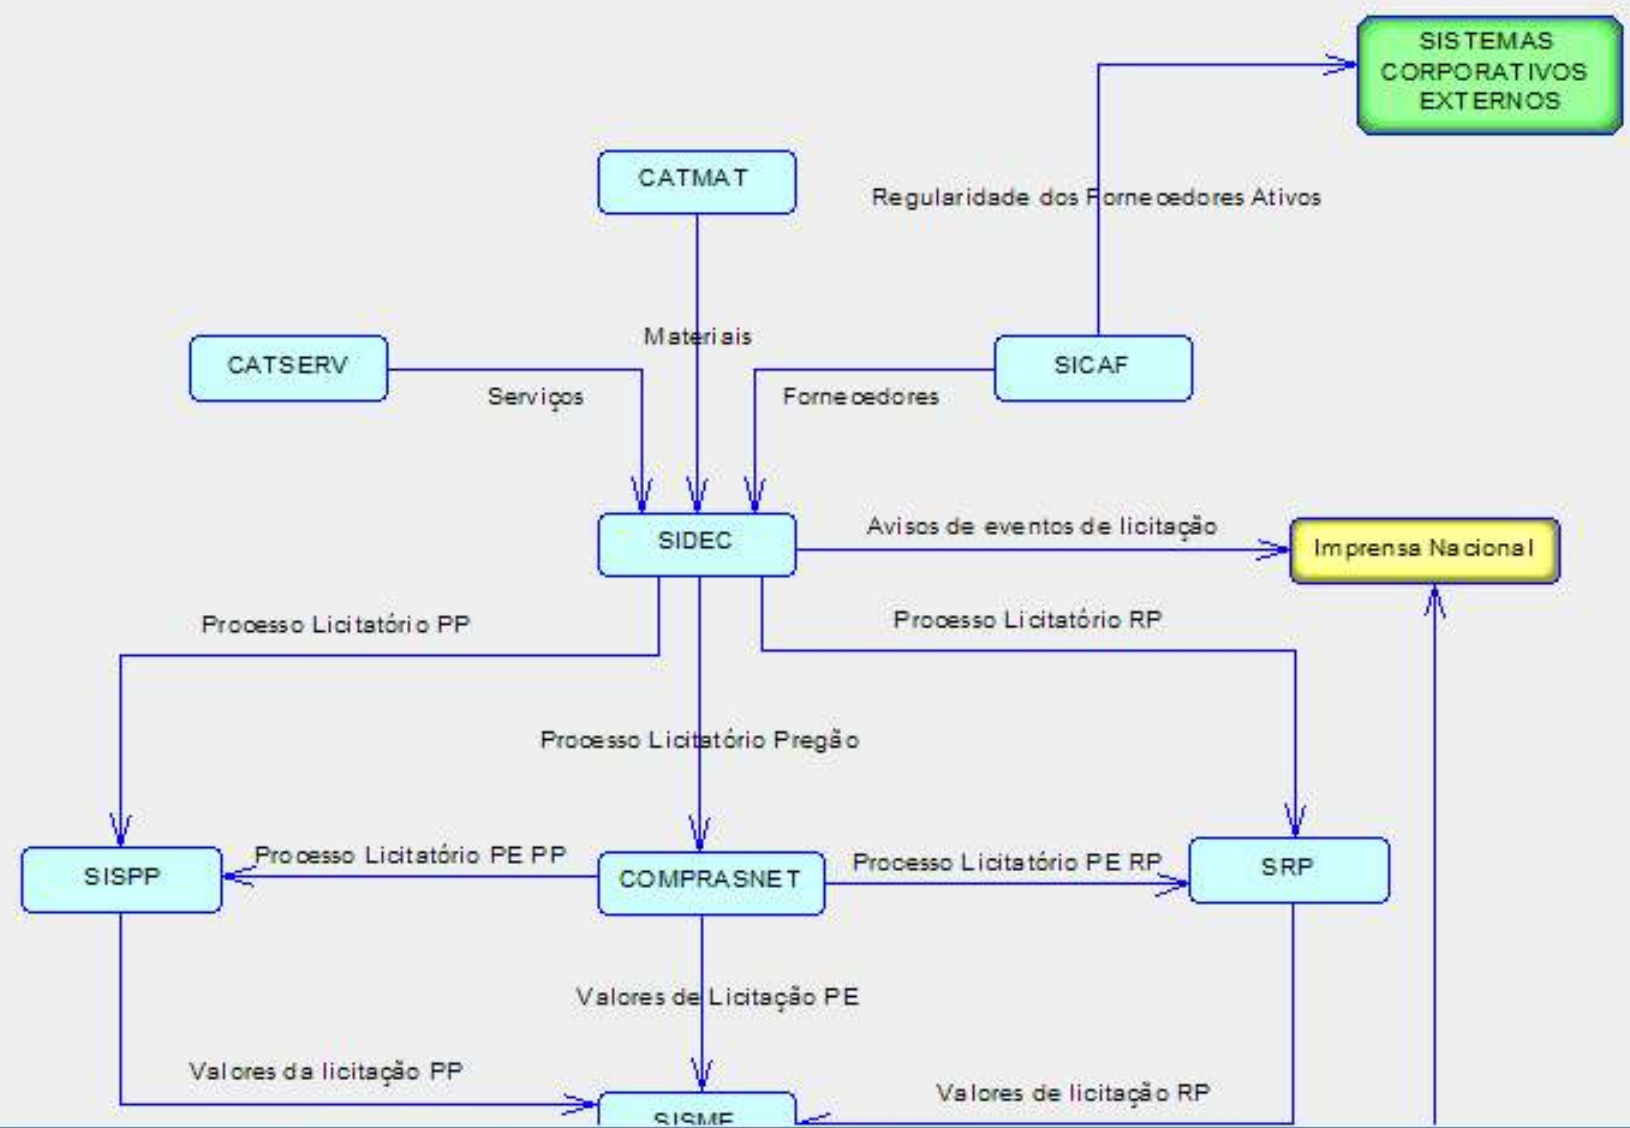 SISTEMAS
CORPORATIVOS
EXTERNOS
CATMAT
Regularidade dos Fornecedores Ativos
Materiais
CATSERV
SICAF
Serviços
Fornecedores
SIDEC
Avisos de eventos de licitação
Imprensa Nacional
Processo Licitatório PP
Processo Licitatório RP
Processo Licitatório Pregão
SISPP
Processo Licitatório PE PP
COMPRASNET
Processo Licitatório PE RP
SRP
Valores de Licitação PE
Valores da licitação PP
Valores de licitação RP